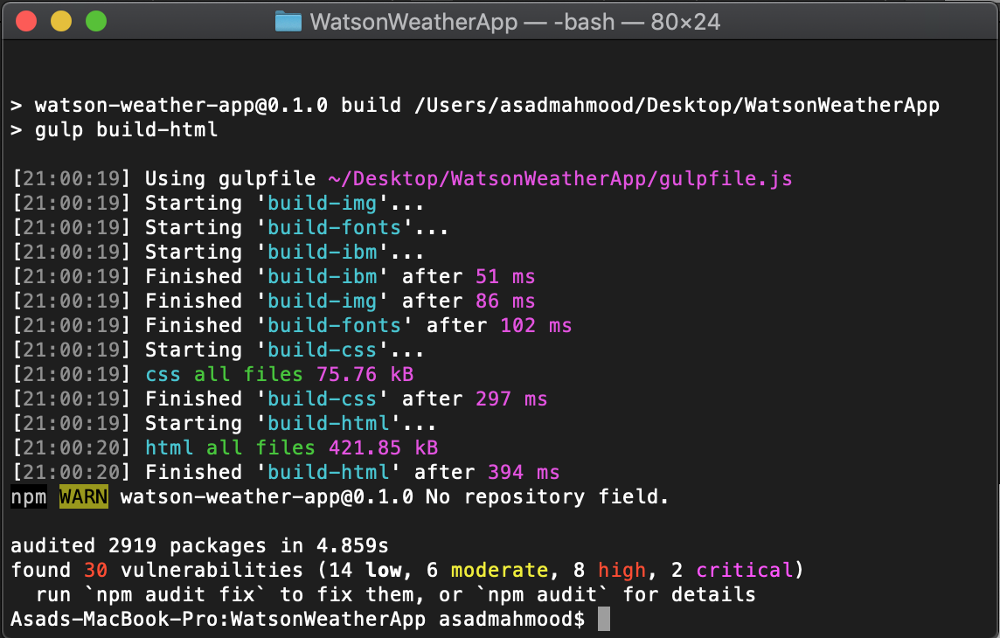 WatsonWeatherApp — -bash — 80×24
> watson-weather-app@0.1.0 build /Users/asadmahmood/Desktop/WatsonWeatherApp
> gulp build-html
[21:00:19] Using gulpfile ~/Desktop/WatsonWeatherApp/gulpfile.js
[21:00:19] Starting 'build-img'...
[21:00:19] Starting 'build-fonts'...
[21:00:19] Starting 'build-ibm'...
[21:00:19] Finished 'build-ibm' after 51 ms
[21:00:19] Finished 'build-img' after 86 ms
[21:00:19] Finished 'build-fonts' after 102 ms
[21:00:19] Starting 'build-css'...
[21:00:19] css all files 75.76 kB
[21:00:19] Finished 'build-css' after 297 ms
[21:00:19] Starting 'build-html'...
[21:00:20] html all files 421.85 kB
[21:00:20] Finished 'build-html' after 394 ms
npm WARN watson-weather-app@0.1.0 No repository field.
audited 2919 packages in 4.859s
found 30 vulnerabilities (14 low, 6 moderate, 8 high, 2 critical)
run `npm audit fix` to fix them, or `npm audit` for details
Asads-MacBook-Pro:WatsonWeatherApp asadmahmood$